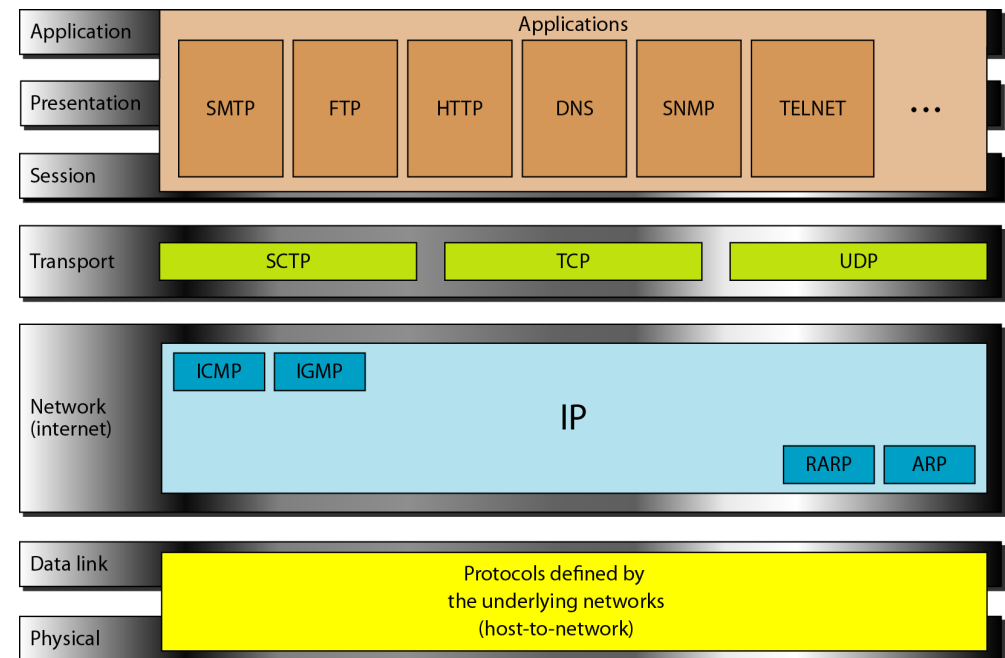 Application
Applications
Presentation
SMTP
FTP
HTTP
DNS
SNMP
TELNET
...
Session
Transport
SCTP
TCP
UDP
Network
(internet)
ICMP
IGMP
IP
RARP
ARP
Data link
Physical
Protocols defined by
the underlying networks
(host-to-network)